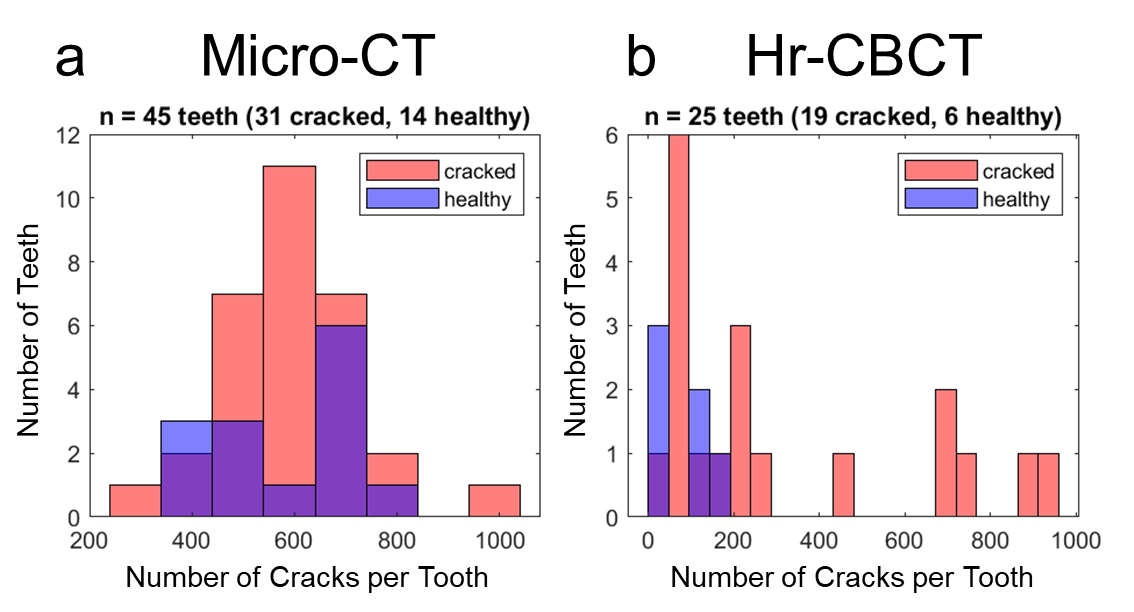 a Micro-CT
n = 45 teeth (31 cracked, 14 healthy)
cracked
healthy
12
10
8
6
4
2
0
Number of Teeth
200 400 600 800 1000
Number of Cracks per Tooth
b Hr-CBCT
n = 25 teeth (19 cracked, 6 healthy)
cracked
healthy
6
5
4
3
2
1
0
Number of Teeth
0 200 400 600 800 1000
Number of Cracks per Tooth